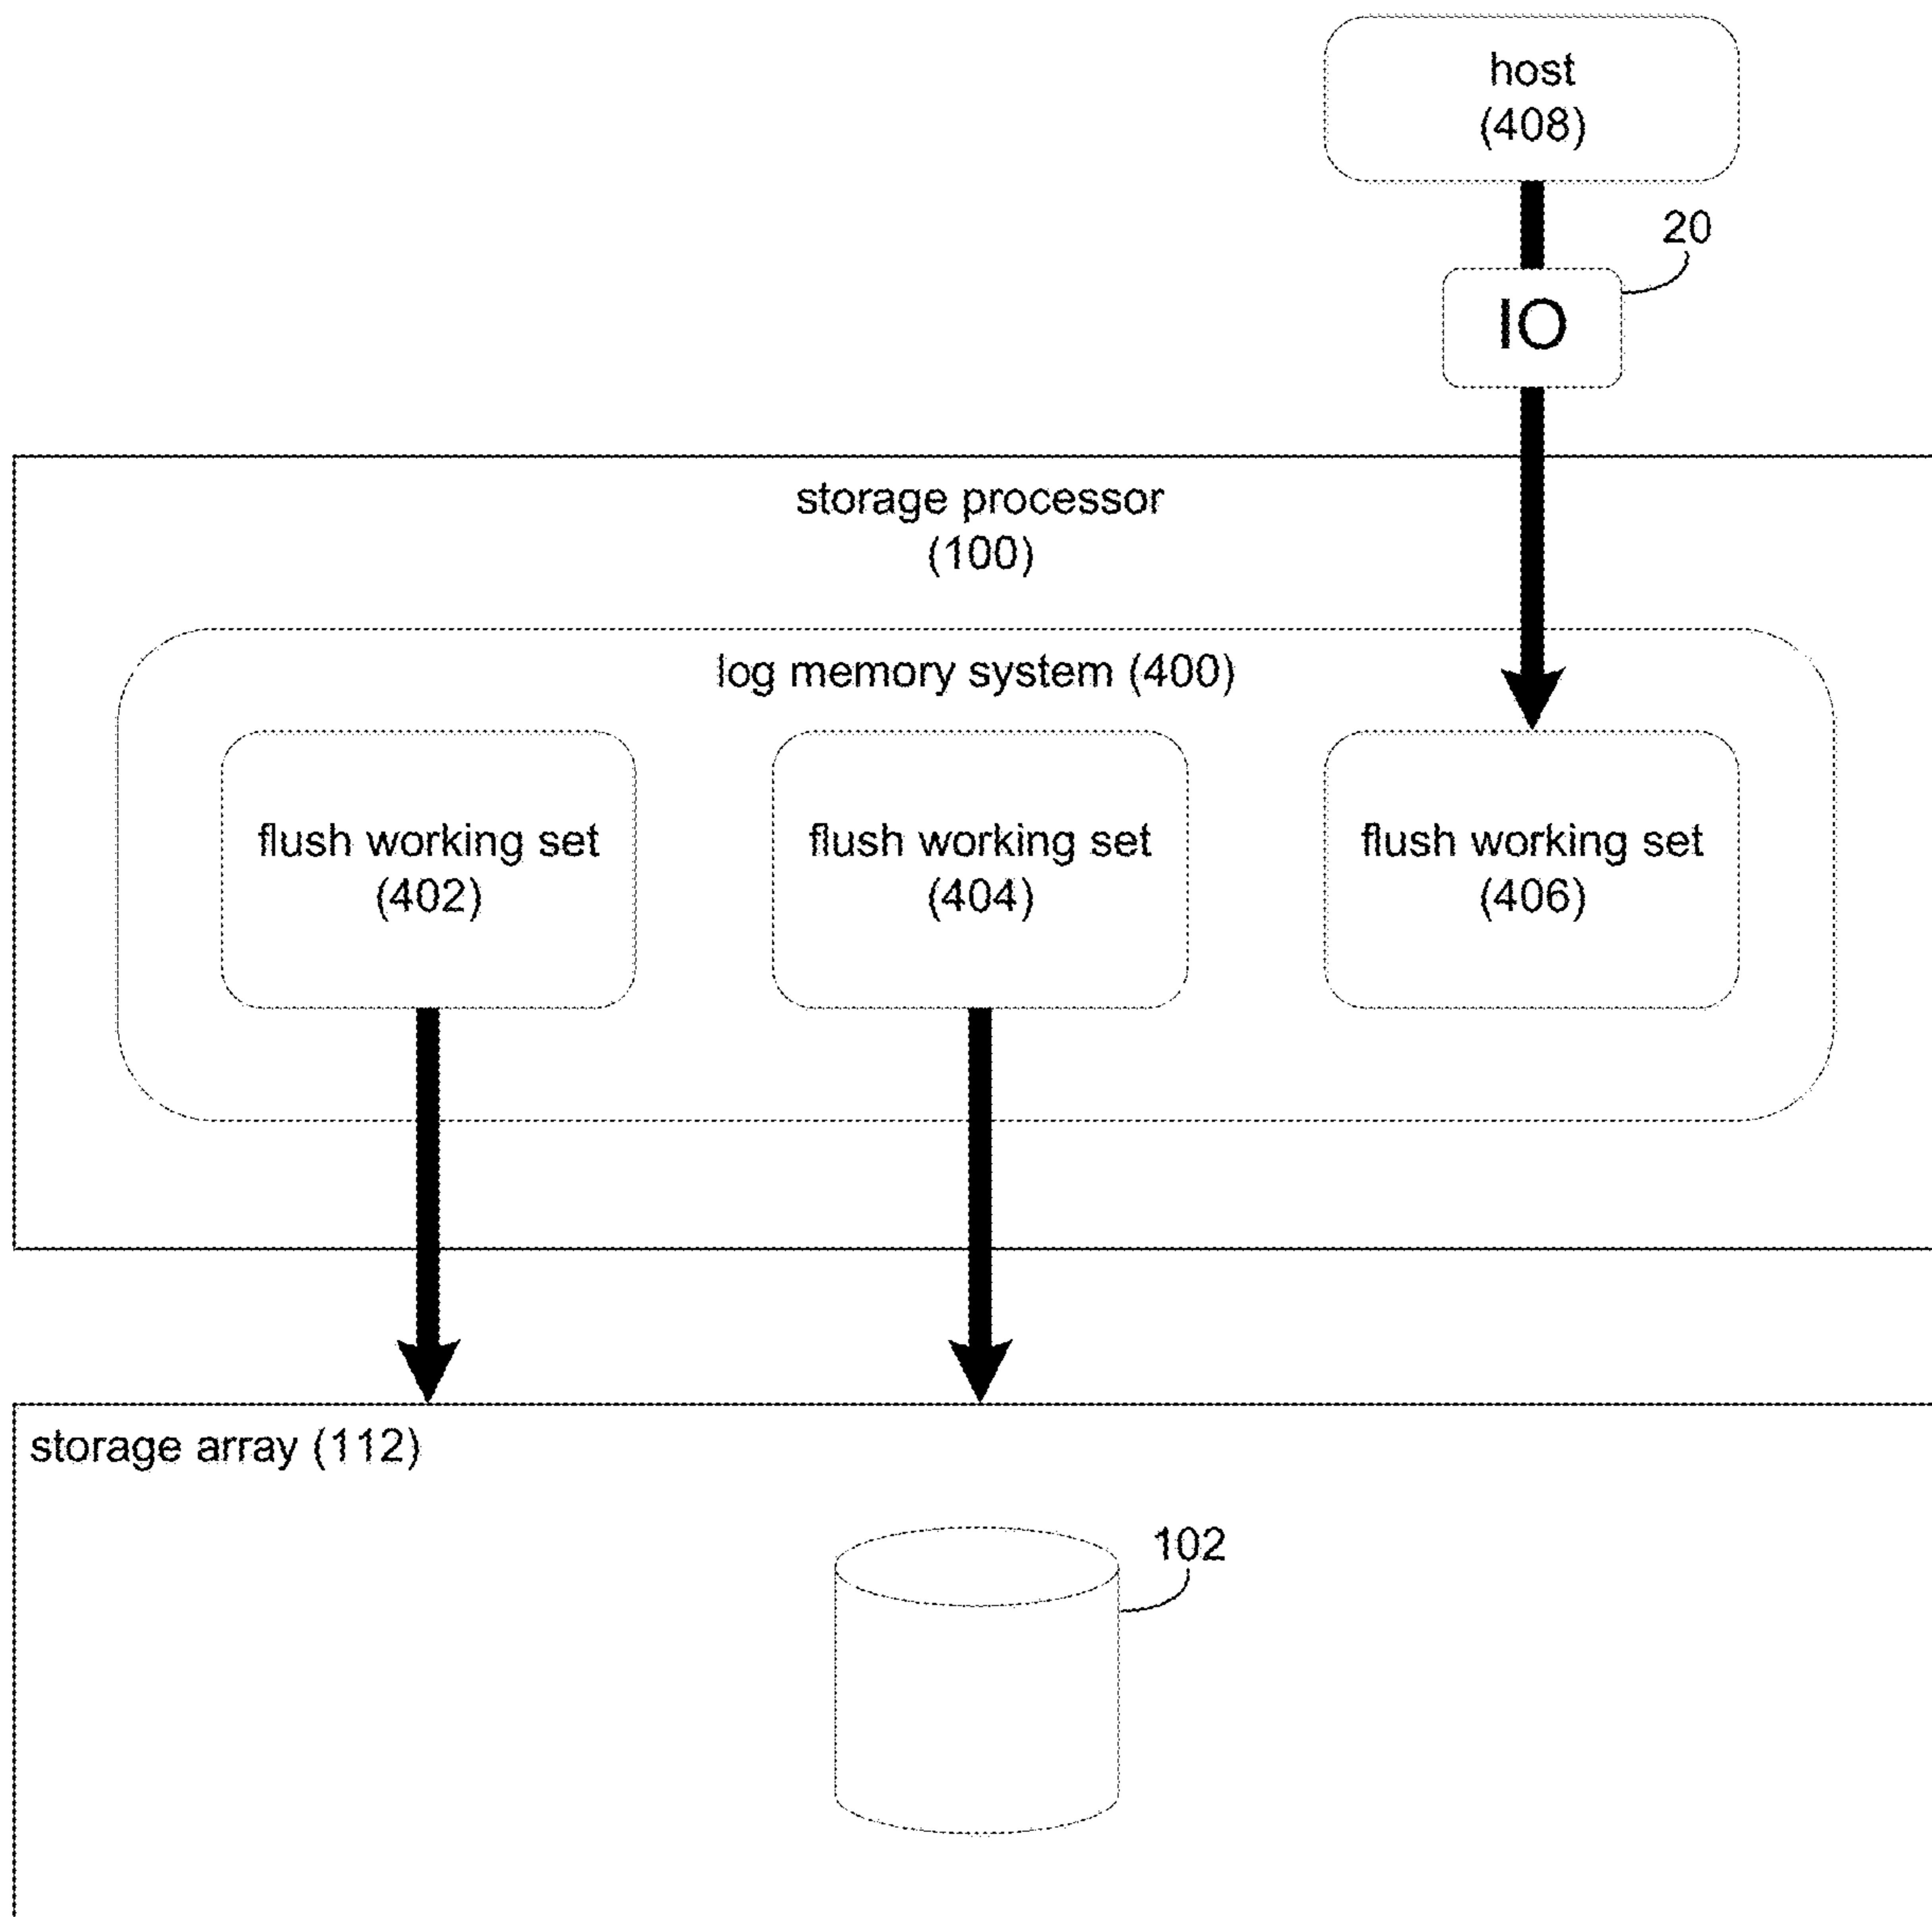 host
(408)
20
IO
storage processor
(100)
log memory system (400)
flush working set
(402)
flush working set
(404)
flush working set
(406)
storage array (112)
102